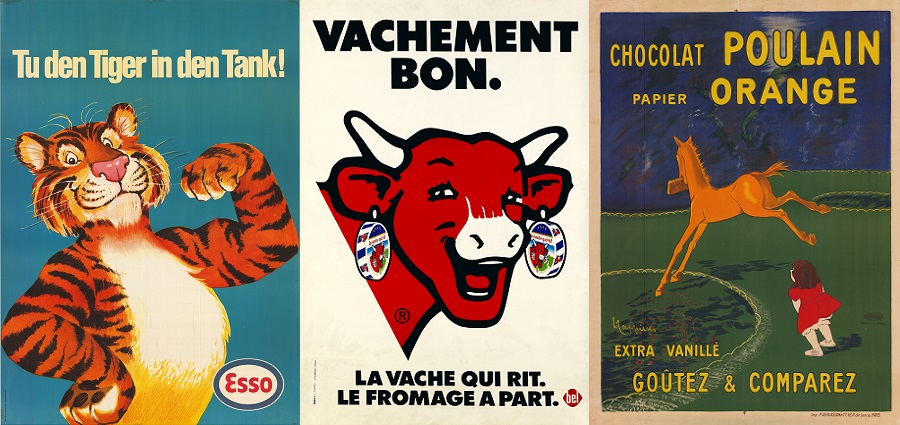 Tu den Tiger in den Tank!
Esso
VACHEMENT
BON.
®
LA VACHE QUI RIT.
LE FROMAGE A PART.
bel
CHOCOLAT POULAIN
PAPIER ORANGE
EXTRA VANILLÉ
GOÛTEZ & COMPAREZ